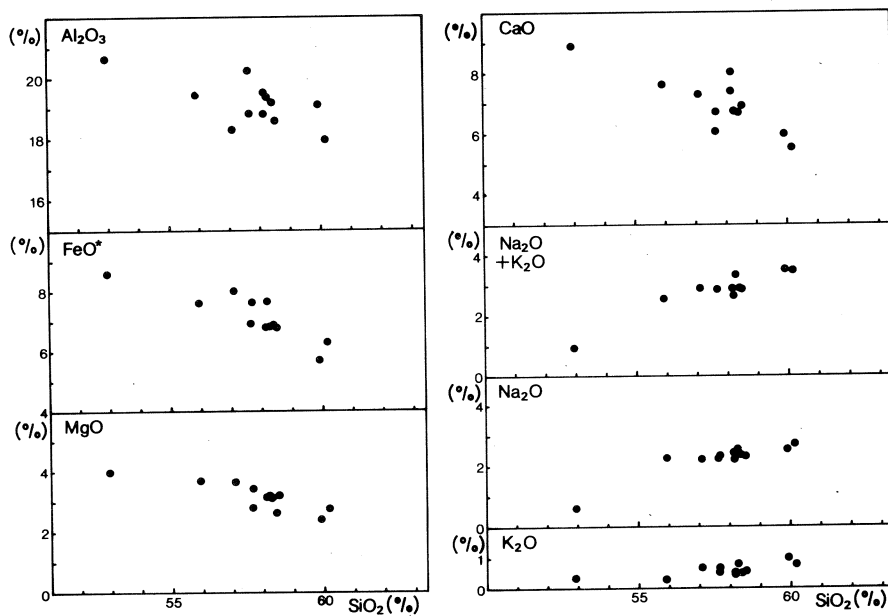 (%) Al₂O₃
20
18
16
(%) FeO*
8
6
4
(%) MgO
4
2
0 55 60 SiO₂(%)
(%) CaO
8
6
4
(%) Na₂O
+K₂O
4
2
0
(%) Na₂O
4
2
0
(%) K₂O
1
0
55 60 SiO₂(%)